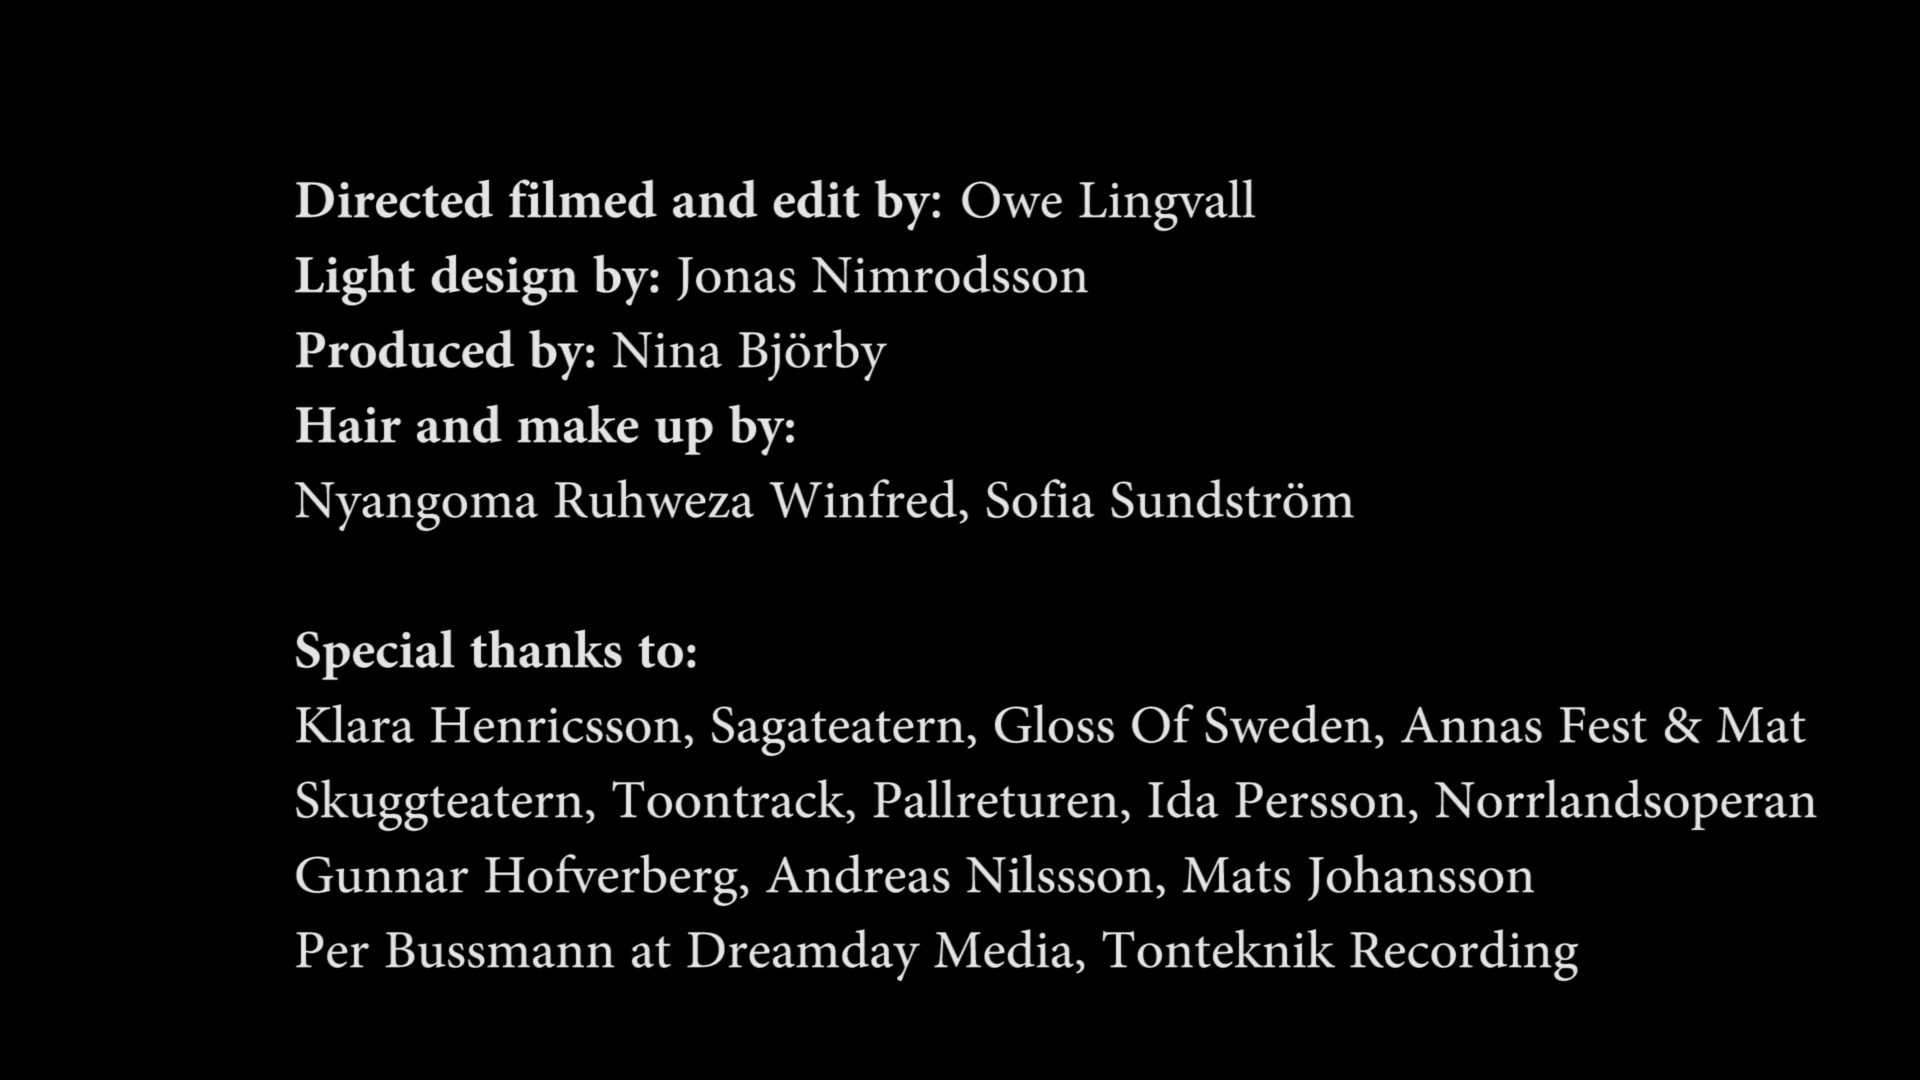 Directed filmed and edit by: Owe Lingvall
Light design by: Jonas Nimrodsson
Produced by: Nina Björby
Hair and make up by:
Nyangoma Ruhweza Winfred, Sofia Sundström
Special thanks to:
Klara Henricsson, Sagateatern, Gloss Of Sweden, Annas Fest & Mat
Skuggteatern, Toontrack, Pallreturen, Ida Persson, Norrlandsoperan
Gunnar Hofverberg, Andreas Nilssson, Mats Johansson
Per Bussmann at Dreamday Media, Tonteknik Recording